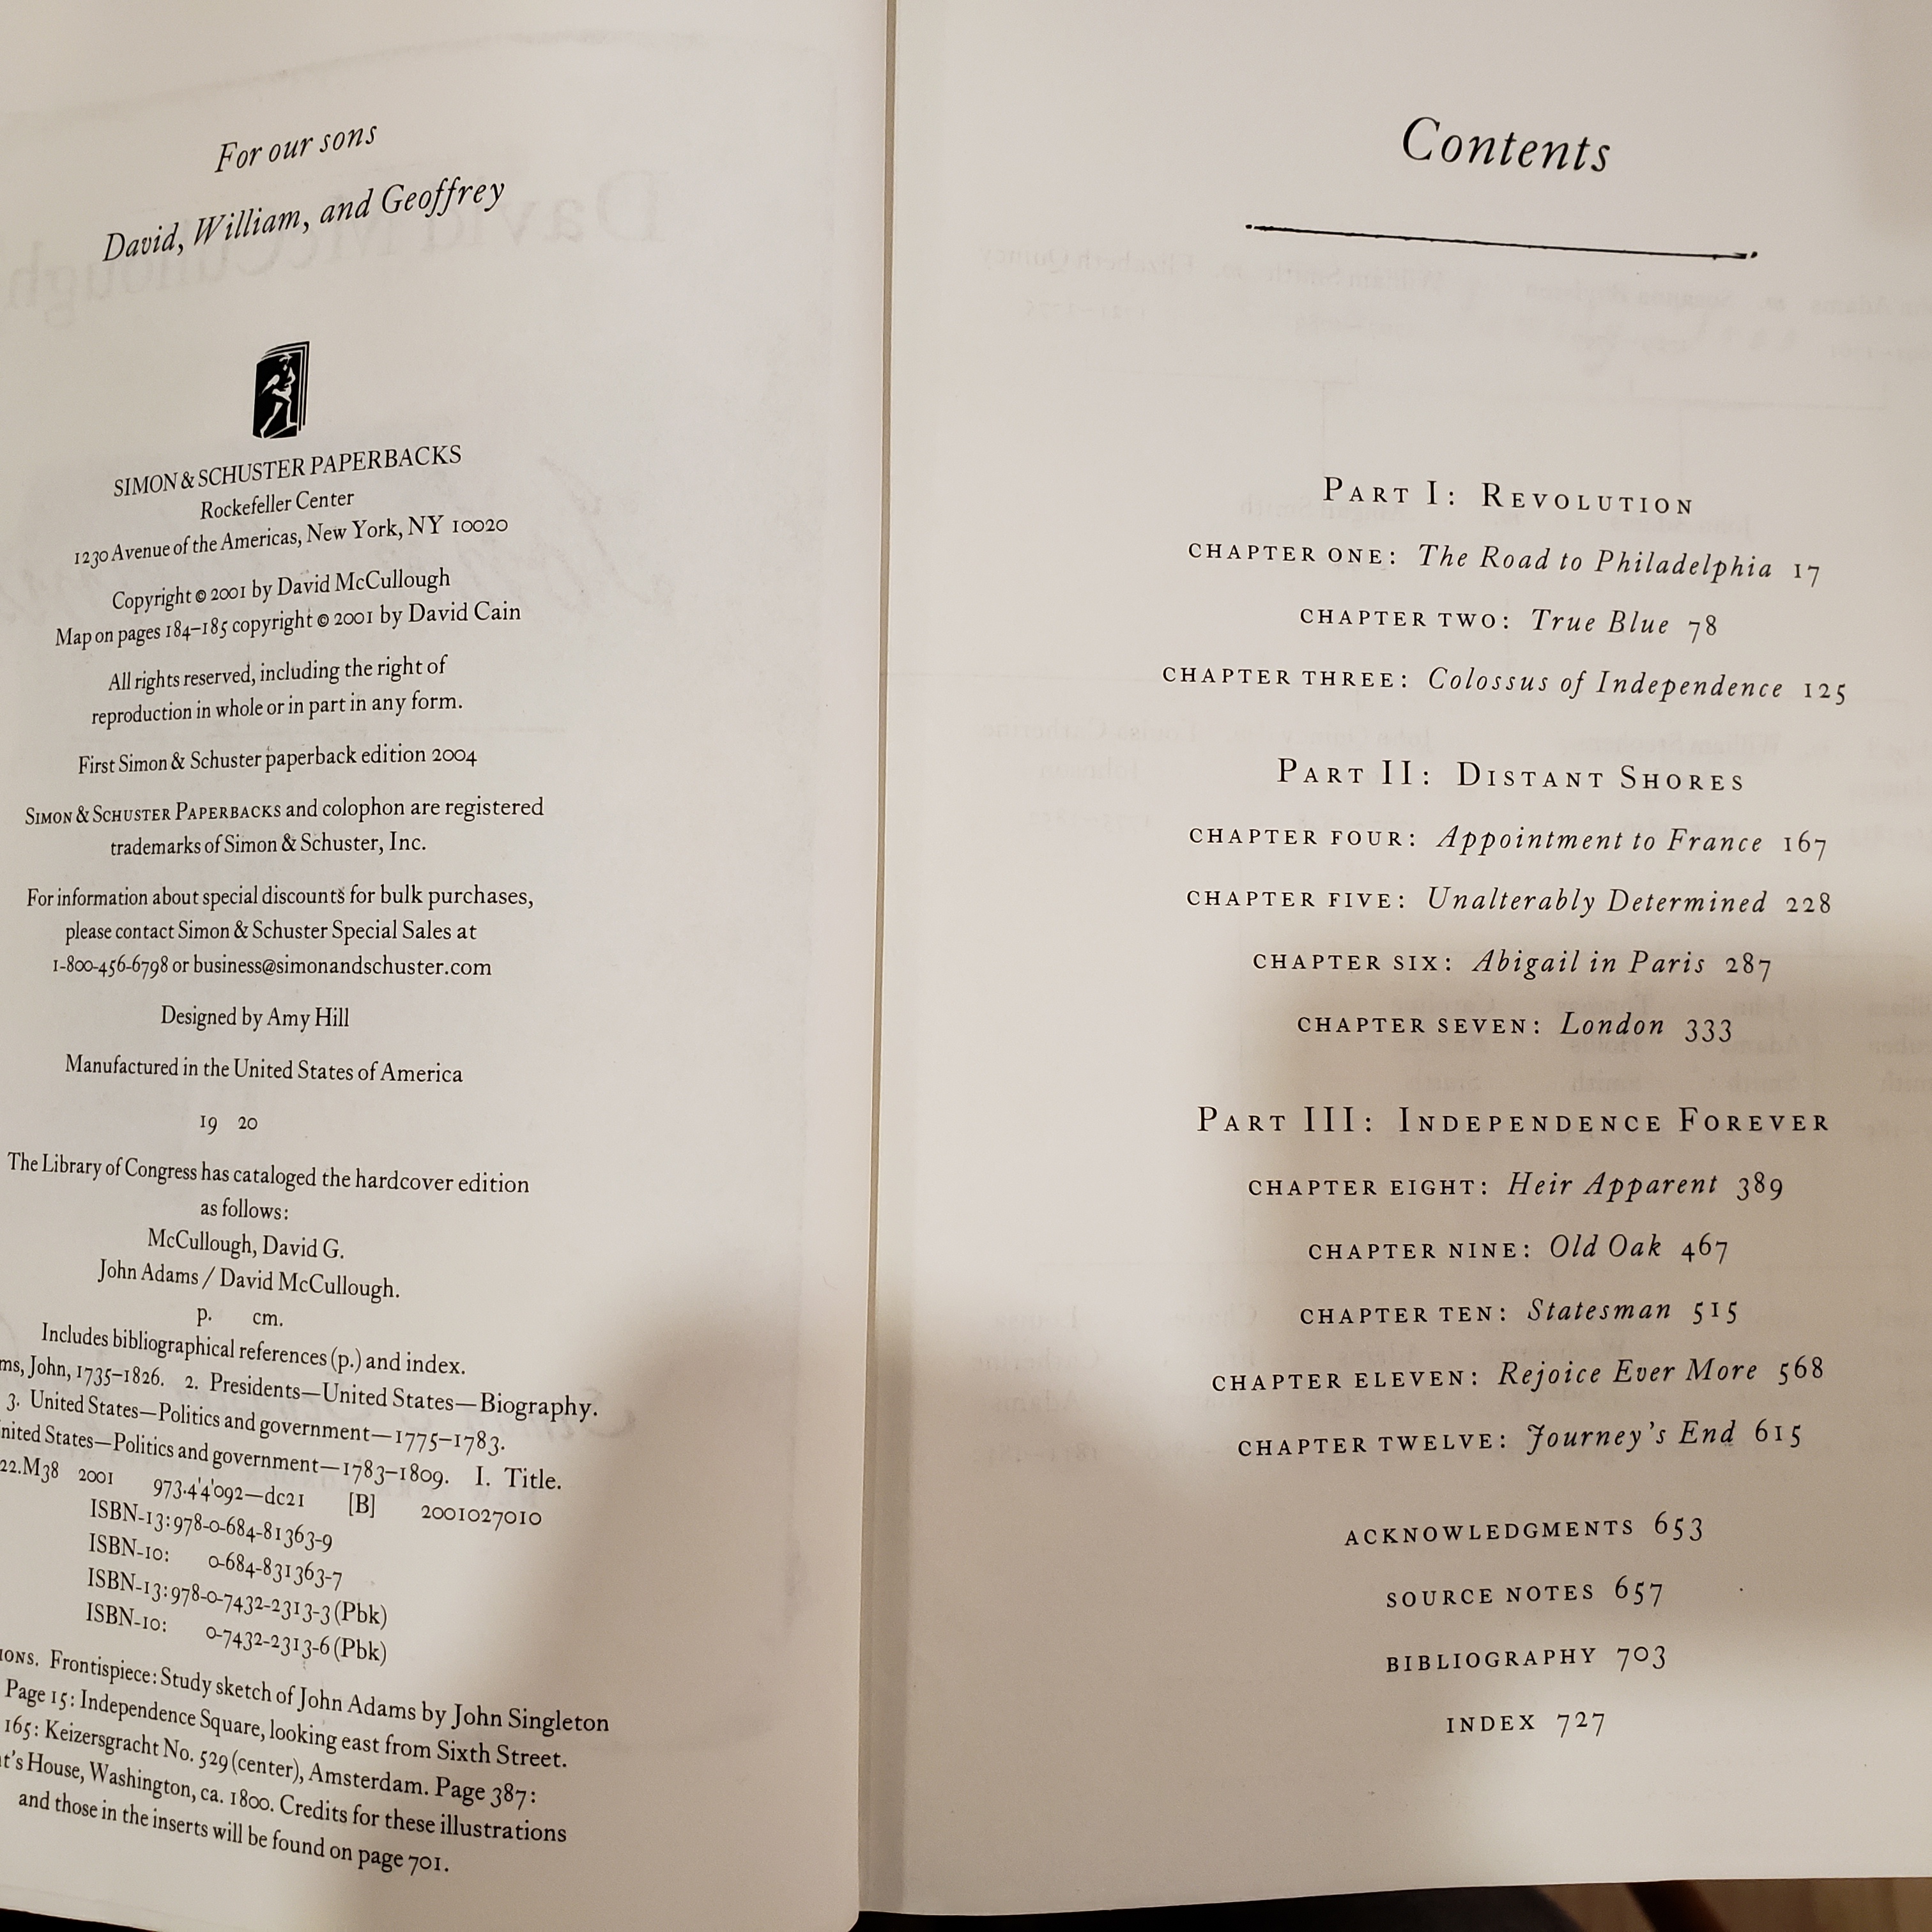 For our sons
David, William, and Geoffrey
SIMON & SCHUSTER PAPERBACKS
Rockefeller Center
1230 Avenue of the Americas, New York, NY 10020
Copyright © 2001 by David McCullough
Map on pages 184–185 copyright © 2001 by David Cain
All rights reserved, including the right of
reproduction in whole or in part in any form.
First Simon & Schuster paperback edition 2004
SIMON & SCHUSTER PAPERBACKS and colophon are registered
trademarks of Simon & Schuster, Inc.
For information about special discounts for bulk purchases,
please contact Simon & Schuster Special Sales at
1-800-456-6798 or business@simonandschuster.com
Designed by Amy Hill
Manufactured in the United States of America
19 20
The Library of Congress has cataloged the hardcover edition
as follows:
McCullough, David G.
John Adams / David McCullough.
p. cm.
Includes bibliographical references (p.) and index.
ms, John, 1735–1826. 2. Presidents—United States—Biography.
3. United States—Politics and government—1775–1783.
nited States—Politics and government—1783–1809. I. Title.
22.M38 2001 973.4'4'092—dc21 [B] 2001027010
ISBN-13: 978-0-684-81363-9
ISBN-10: 0-684-831363-7
ISBN-13: 978-0-7432-2313-3 (Pbk)
ISBN-10: 0-7432-2313-6 (Pbk)
IONS. Frontispiece: Study sketch of John Adams by John Singleton
Page 15: Independence Square, looking east from Sixth Street.
165: Keizersgracht No. 529 (center), Amsterdam. Page 387:
t's House, Washington, ca. 1800. Credits for these illustrations
and those in the inserts will be found on page 701.
Contents
PART I: REVOLUTION
CHAPTER ONE: The Road to Philadelphia 17
CHAPTER TWO: True Blue 78
CHAPTER THREE: Colossus of Independence 125
PART II: DISTANT SHORES
CHAPTER FOUR: Appointment to France 167
CHAPTER FIVE: Unalterably Determined 228
CHAPTER SIX: Abigail in Paris 287
CHAPTER SEVEN: London 333
PART III: INDEPENDENCE FOREVER
CHAPTER EIGHT: Heir Apparent 389
CHAPTER NINE: Old Oak 467
CHAPTER TEN: Statesman 515
CHAPTER ELEVEN: Rejoice Ever More 568
CHAPTER TWELVE: Journey's End 615
ACKNOWLEDGMENTS 653
SOURCE NOTES 657
BIBLIOGRAPHY 703
INDEX 727